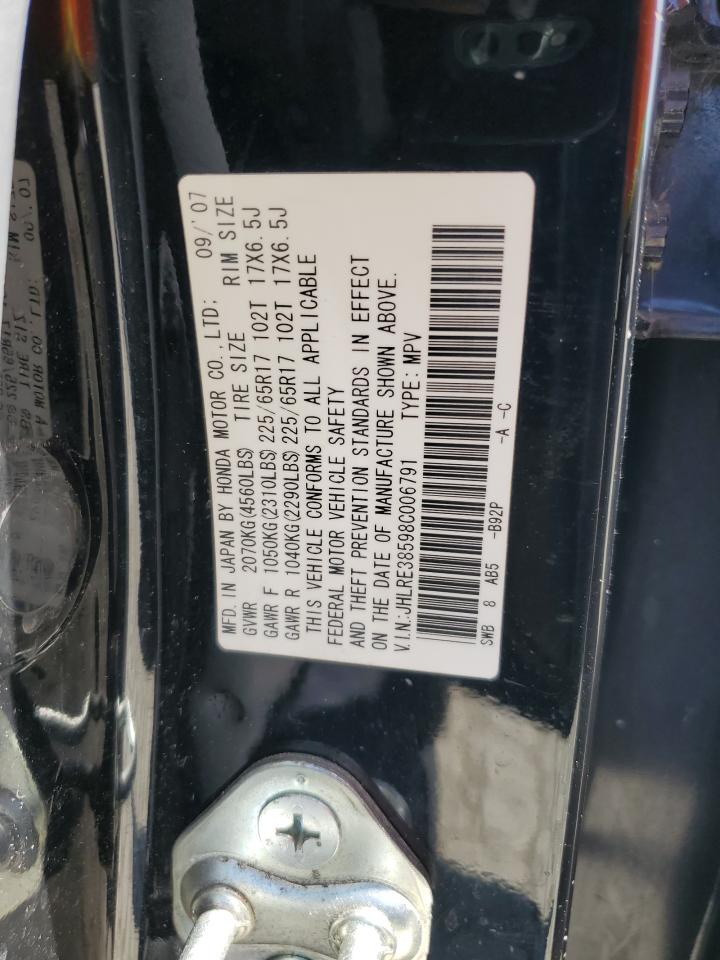 MFD. IN JAPAN BY HONDA MOTOR CO., LTD: 09/'07
GVWR 2070KG(4560LBS) TIRE SIZE RIM SIZE
GAWR F 1050KG(2310LBS) 225/65R17 102T 17X6. 5J
GAWR R 1040KG(2290LBS) 225/65R17 102T 17X6. 5J
THIS VEHICLE CONFORMS TO ALL APPLICABLE
FEDERAL MOTOR VEHICLE SAFETY
AND THEFT PREVENTION STANDARDS IN EFFECT
ON THE DATE OF MANUFACTURE SHOWN ABOVE.
V.I.N.:JHLRE38598C006791 TYPE: MPV
SWB 8 AB5 -B92P -A -C